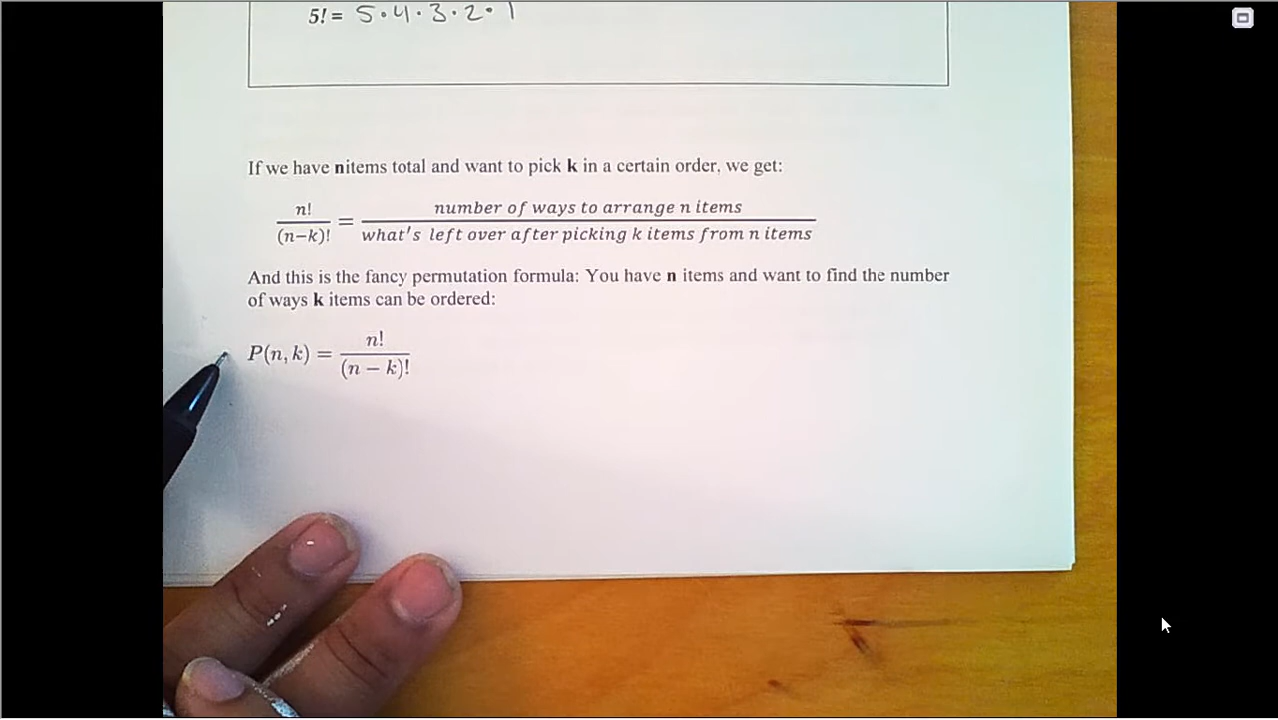 5! = 5·4·3·2·1
If we have nitems total and want to pick k in a certain order, we get:
n!/(n−k)! = number of ways to arrange n items/what's left over after picking k items from n items
And this is the fancy permutation formula: You have n items and want to find the number
of ways k items can be ordered:
P(n, k) = n!/(n − k)!